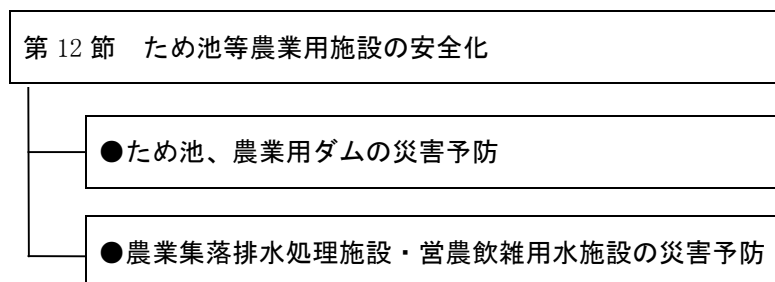 第 12 節　ため池等農業用施設の安全化
●ため池、農業用ダムの災害予防
●農業集落排水処理施設・営農飲雑用水施設の災害予防